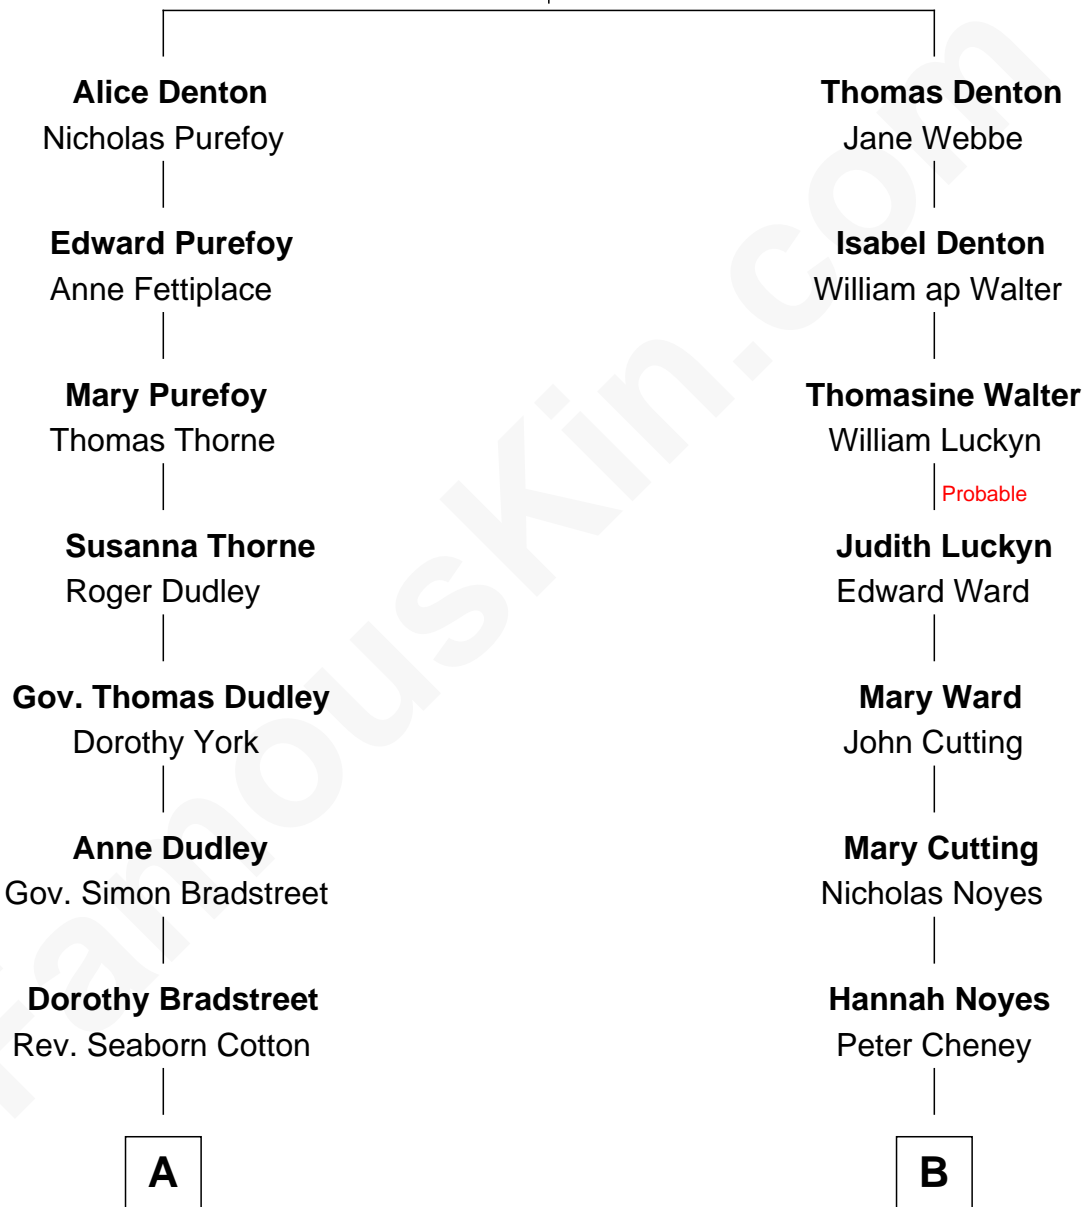 Alice Denton
Nicholas Purefoy
Edward Purefoy
Anne Fettiplace
Mary Purefoy
Thomas Thorne
Susanna Thorne
Roger Dudley
Gov. Thomas Dudley
Dorothy York
Anne Dudley
Gov. Simon Bradstreet
Dorothy Bradstreet
Rev. Seaborn Cotton
A
Thomas Denton
Jane Webbe
Isabel Denton
William ap Walter
Thomasine Walter
William Luckyn
Probable
Judith Luckyn
Edward Ward
Mary Ward
John Cutting
Mary Cutting
Nicholas Noyes
Hannah Noyes
Peter Cheney
B
FamousKin.com